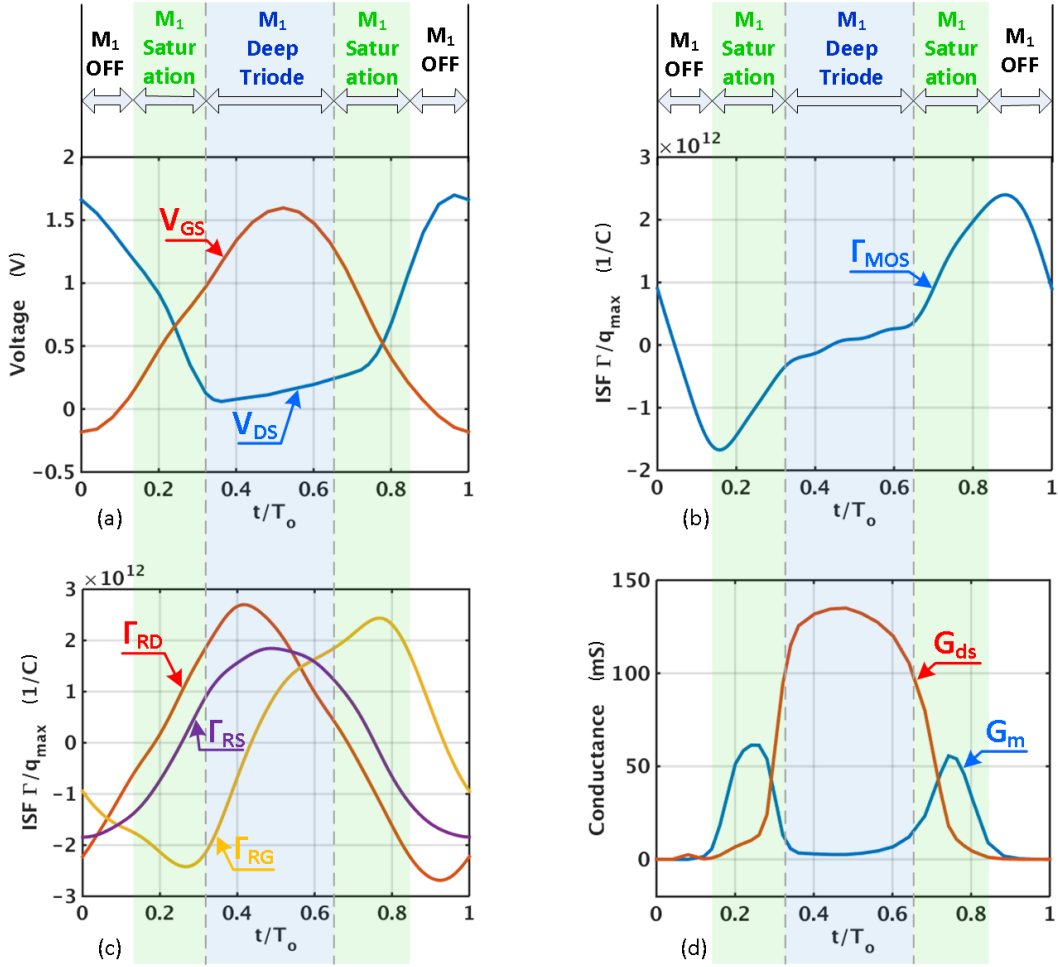 M1
OFF
M1
Satur
ation
M1
Deep
Triode
M1
Satur
ation
M1
OFF
2
1.5
1
0.5
0
−0.5
Voltage (V)
VGS
VDS
0
0.2
0.4
0.6
0.8
1
t/To
(a)
M1
OFF
M1
Satur
ation
M1
Deep
Triode
M1
Satur
ation
M1
OFF
×10^12
3
2
1
0
−1
−2
ISF Γ/qmax (1/C)
ΓMOS
0
0.2
0.4
0.6
0.8
1
t/To
(b)
×10^12
3
2
1
0
−1
−2
−3
ISF Γ/qmax (1/C)
ΓRD
ΓRS
ΓRG
0
0.2
0.4
0.6
0.8
1
t/To
(c)
150
100
50
0
Conductance (mS)
Gds
Gm
0
0.2
0.4
0.6
0.8
1
t/To
(d)